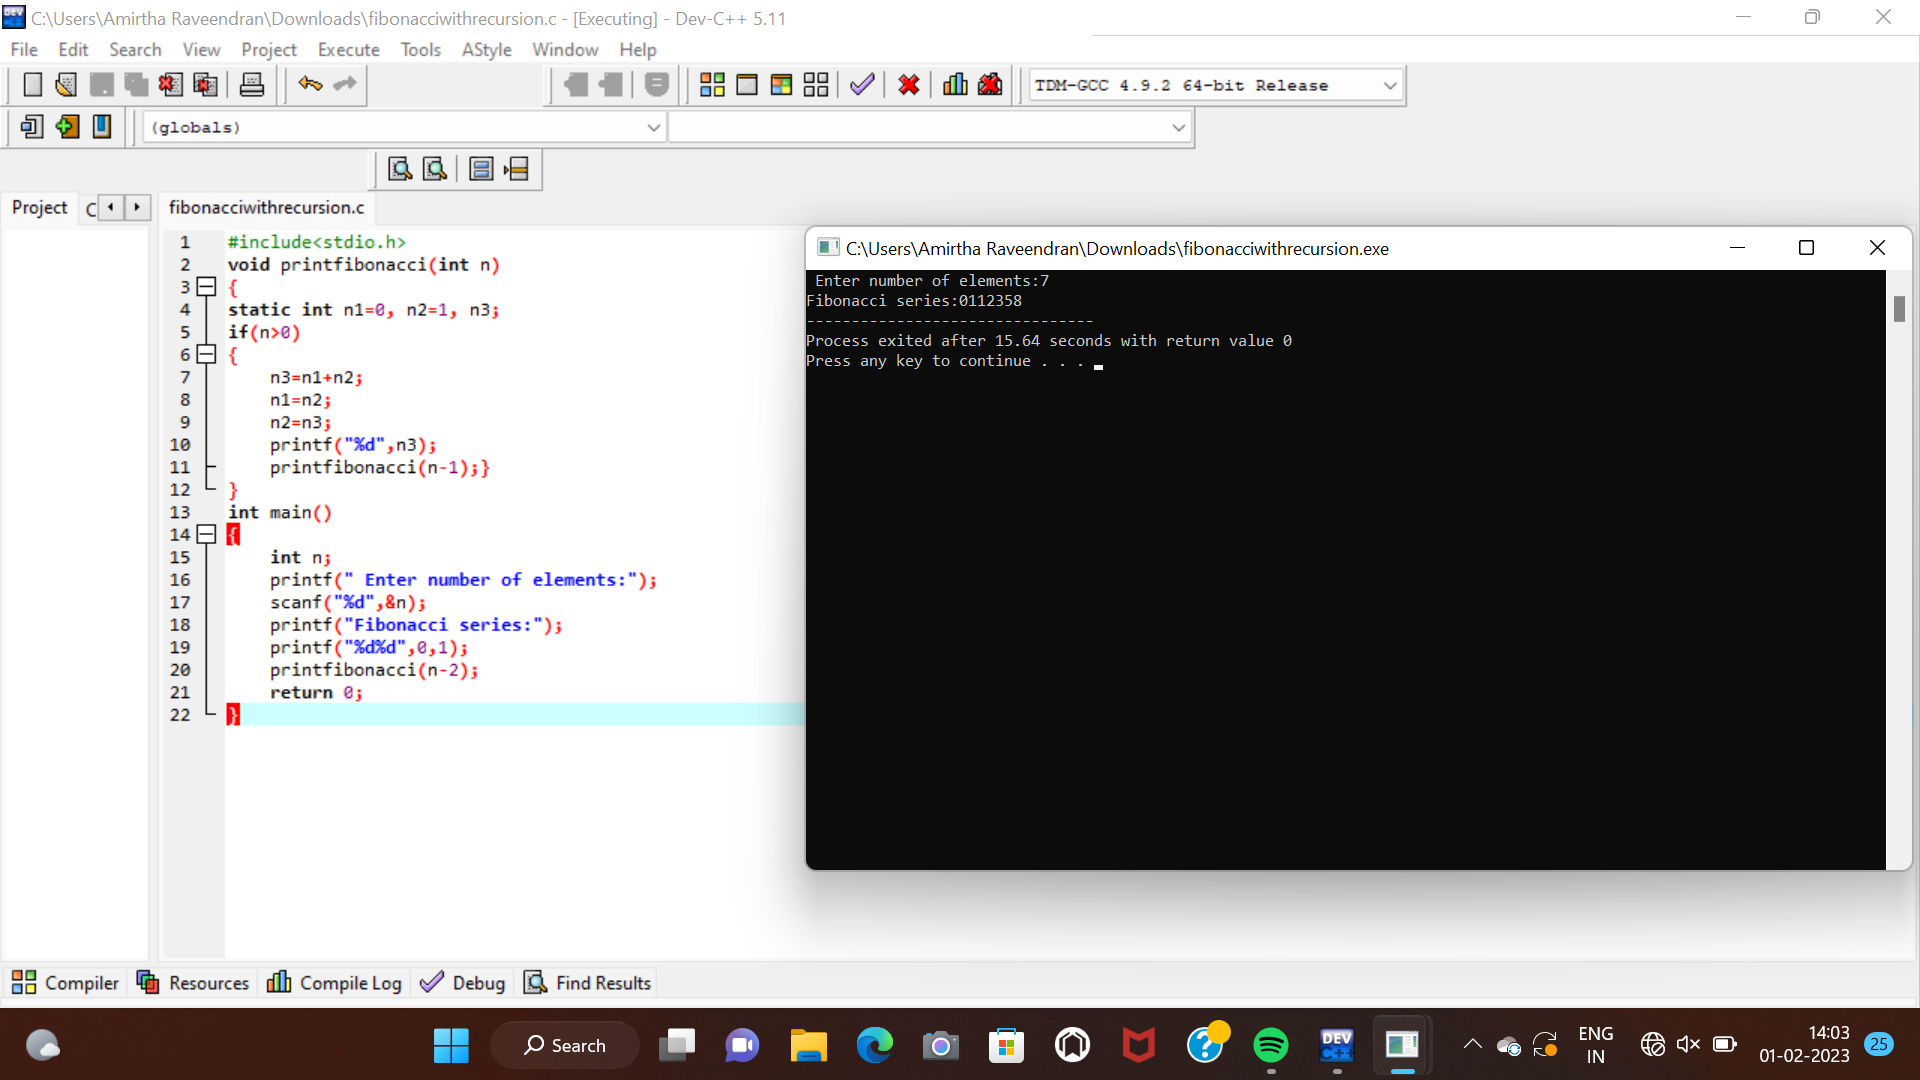 C:\Users\Amirtha Raveendran\Downloads\fibonacciwithrecursion.c - [Executing] - Dev-C++ 5.11
File Edit Search View Project Execute Tools AStyle Window Help
TDM-GCC 4.9.2 64-bit Release
(globals)
Project C fibonacciwithrecursion.c
1 #include<stdio.h>
2 void printfibonacci(int n)
3 {
4 static int n1=0, n2=1, n3;
5 if(n>0)
6 {
7 n3=n1+n2;
8 n1=n2;
9 n2=n3;
10 printf("%d",n3);
11 printfibonacci(n-1);}
12 }
13 int main()
14 {
15 int n;
16 printf(" Enter number of elements:");
17 scanf("%d",&n);
18 printf("Fibonacci series:");
19 printf("%d%d",0,1);
20 printfibonacci(n-2);
21 return 0;
22 }
C:\Users\Amirtha Raveendran\Downloads\fibonacciwithrecursion.exe
Enter number of elements:7
Fibonacci series:0112358
--------------------------------
Process exited after 15.64 seconds with return value 0
Press any key to continue . . .
Compiler Resources Compile Log Debug Find Results
Search
DEV
C++
ENG
IN
14:03
01-02-2023
25